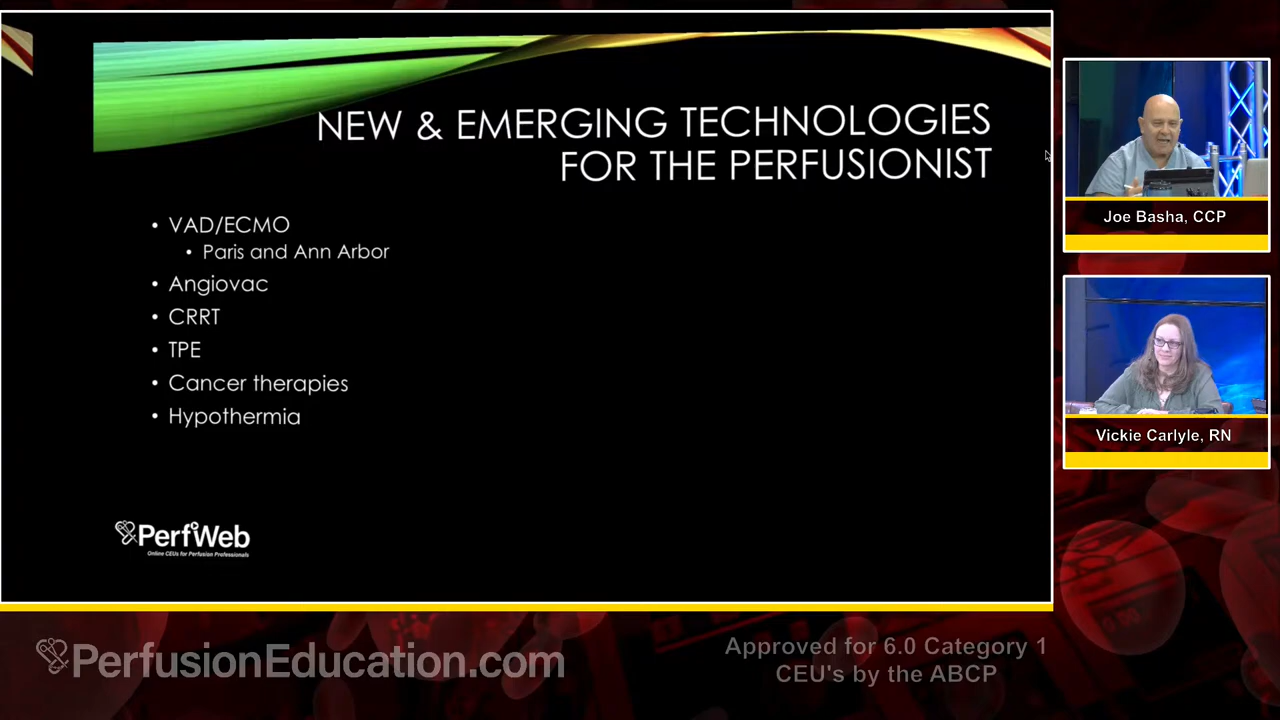 NEW & EMERGING TECHNOLOGIES
FOR THE PERFUSIONIST
• VAD/ECMO
• Paris and Ann Arbor
• Angiovac
• CRRT
• TPE
• Cancer therapies
• Hypothermia
PerfWeb
Online CEUs for Perfusion Professionals
Joe Basha, CCP
Vickie Carlyle, RN
PerfusionEducation.com
Approved for 6.0 Category 1
CEU's by the ABCP